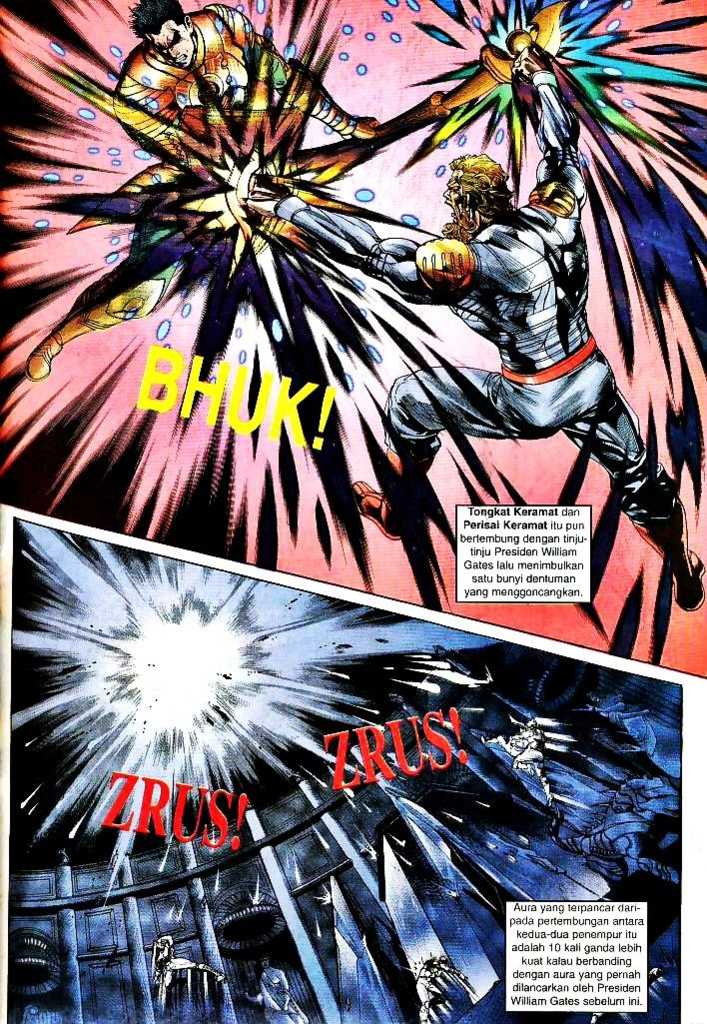 BHUK!
Tongkat Keramat dan
Perisai Keramat itu pun
bertembung dengan tinju-
tinju Presiden William
Gates lalu menimbulkan
satu bunyi dentuman
yang menggoncangkan.
ZRUS!
ZRUS!
Aura yang terpancar dari-
pada pertembungan antara
kedua-dua penempur itu
adalah 10 kali ganda lebih
kuat kalau berbanding
dengan aura yang pernah
dilancarkan oleh Presiden
William Gates sebelum ini.